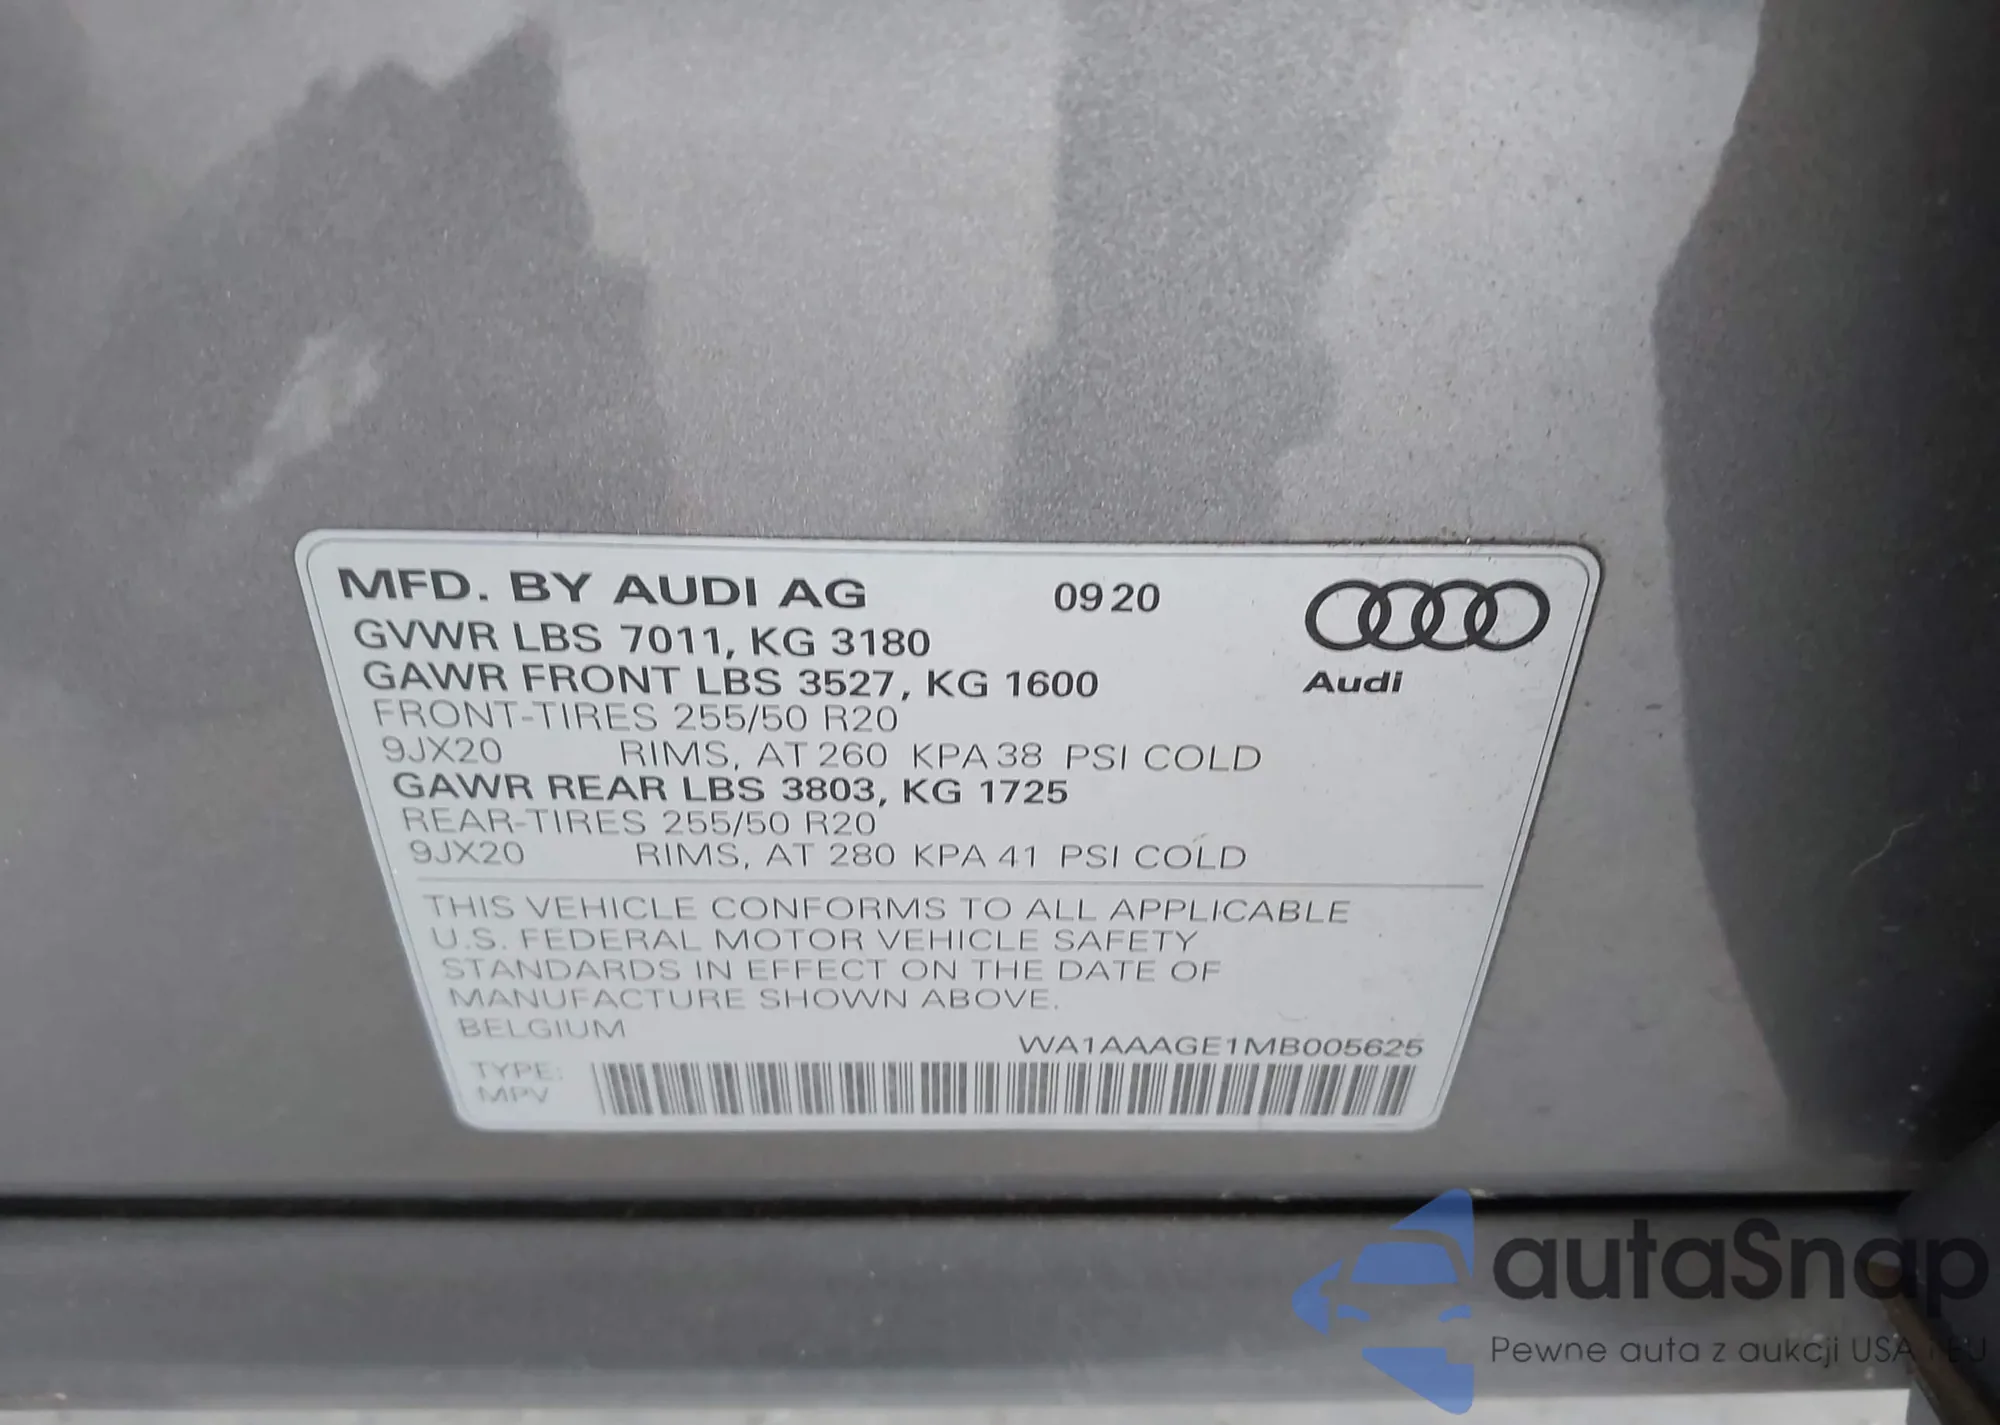 MFD. BY AUDI AG 09 20
GVWR LBS 7011, KG 3180
GAWR FRONT LBS 3527, KG 1600
Audi
FRONT-TIRES 255/50 R20
9JX20 RIMS, AT 260 KPA 38 PSI COLD
GAWR REAR LBS 3803, KG 1725
REAR-TIRES 255/50 R20
9JX20 RIMS, AT 280 KPA 41 PSI COLD
THIS VEHICLE CONFORMS TO ALL APPLICABLE
U.S. FEDERAL MOTOR VEHICLE SAFETY
STANDARDS IN EFFECT ON THE DATE OF
MANUFACTURE SHOWN ABOVE.
BELGIUM
WA1AAAGE1MB005625
TYPE:
MPV
autaSnap
Pewne auta z aukcji USA i EU